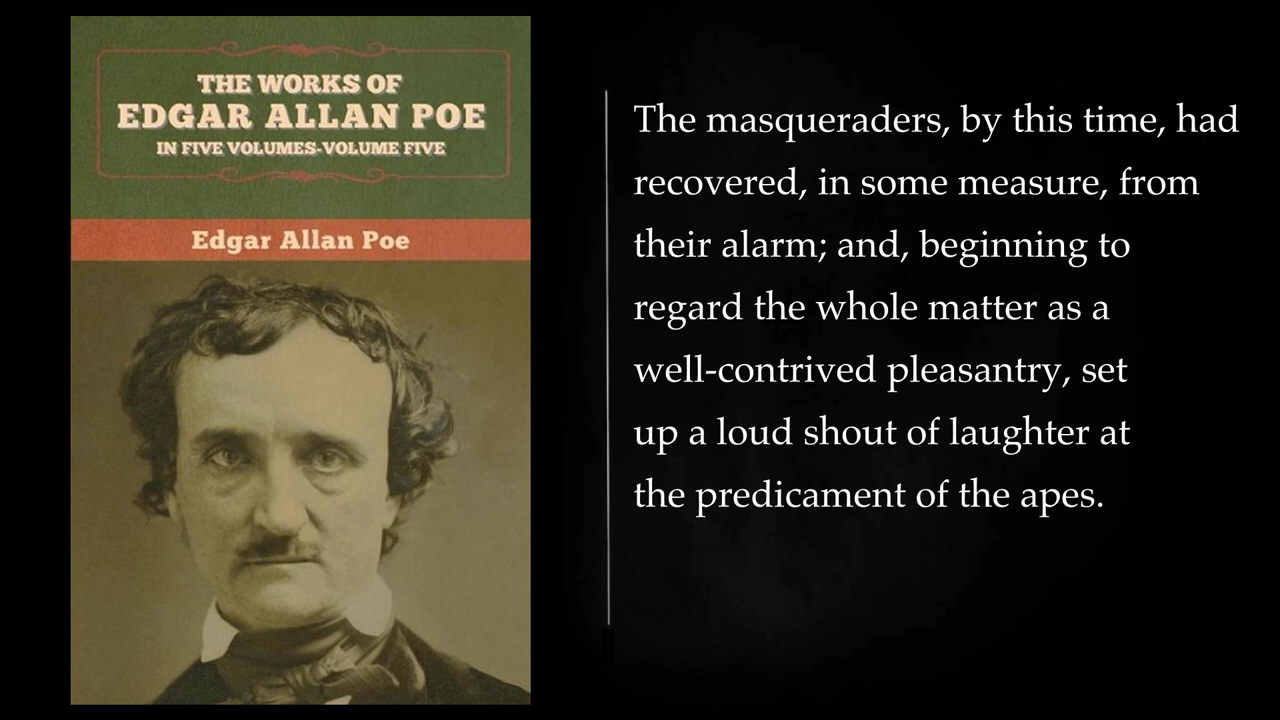 THE WORKS OF
EDGAR ALLAN POE
IN FIVE VOLUMES-VOLUME FIVE
Edgar Allan Poe
The masqueraders, by this time, had
recovered, in some measure, from
their alarm; and, beginning to
regard the whole matter as a
well-contrived pleasantry, set
up a loud shout of laughter at
the predicament of the apes.